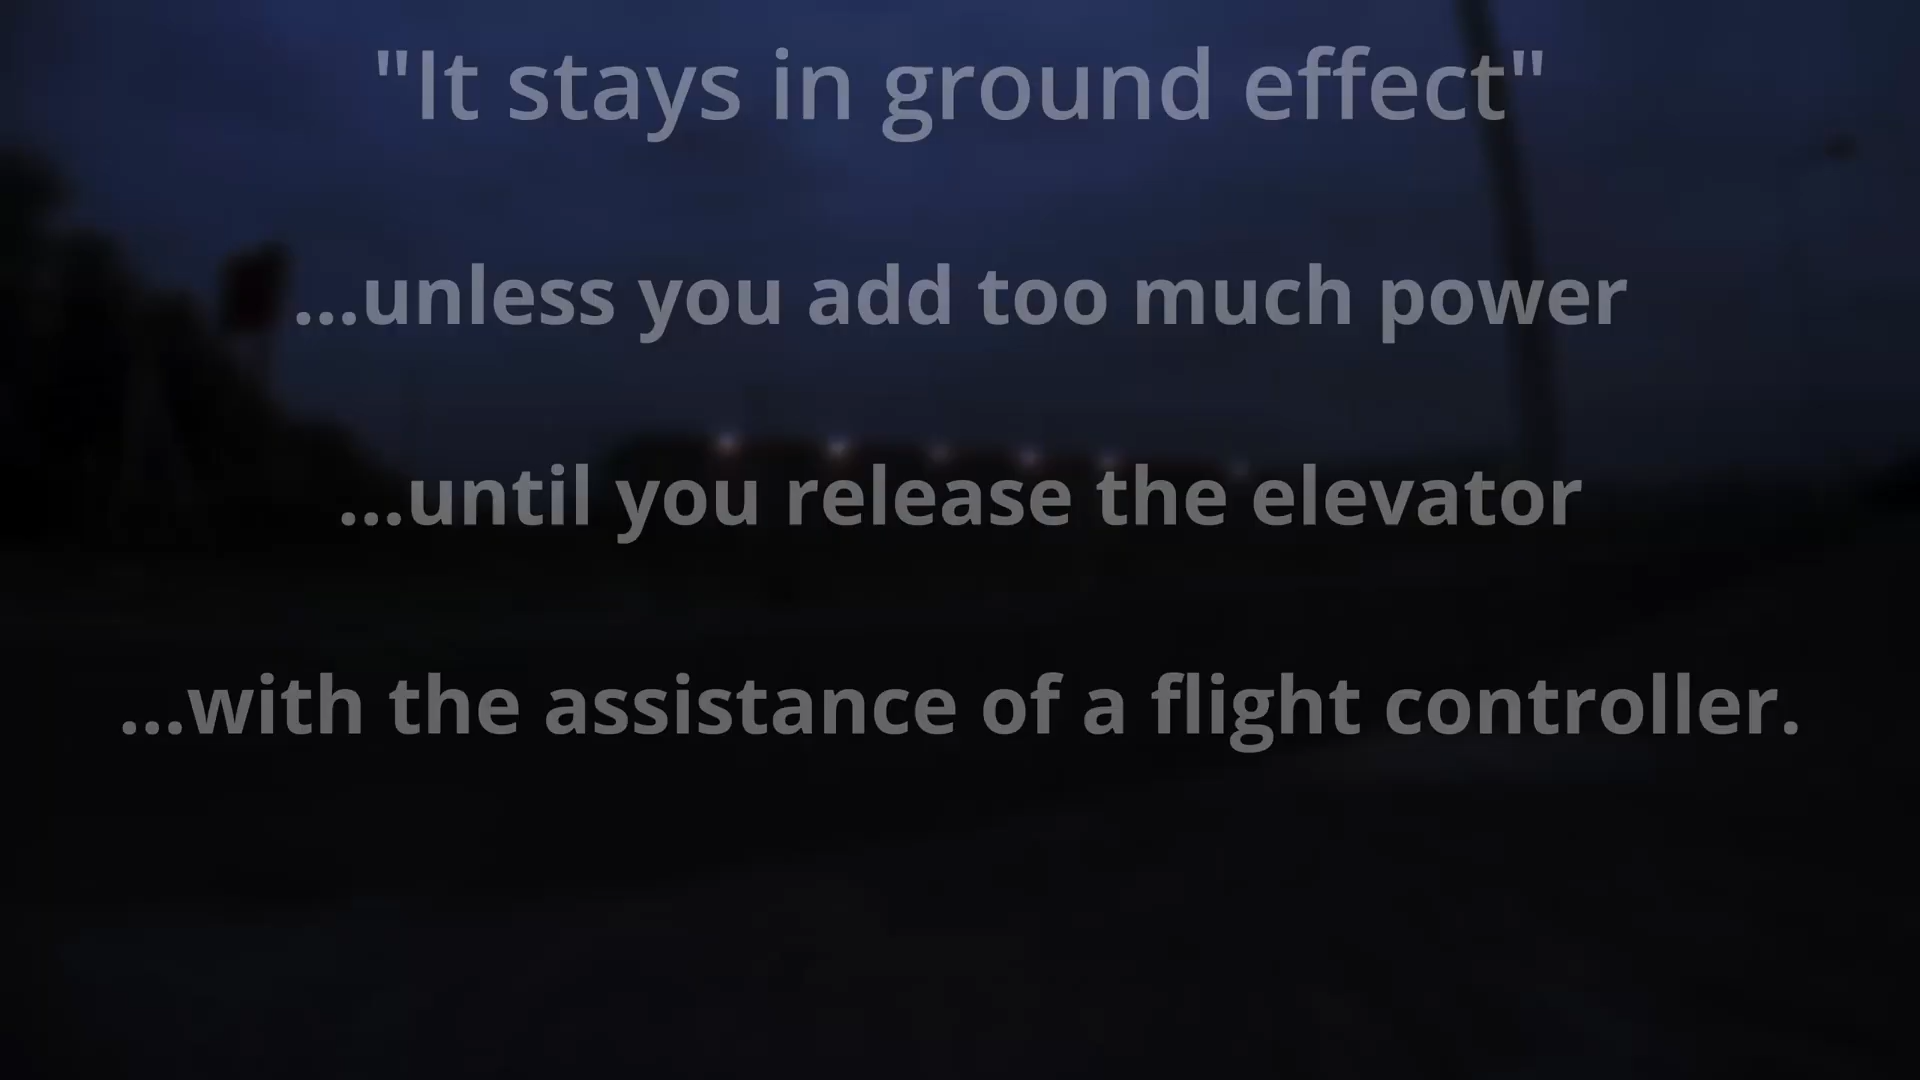 "It stays in ground effect"
...unless you add too much power
...until you release the elevator
...with the assistance of a flight controller.